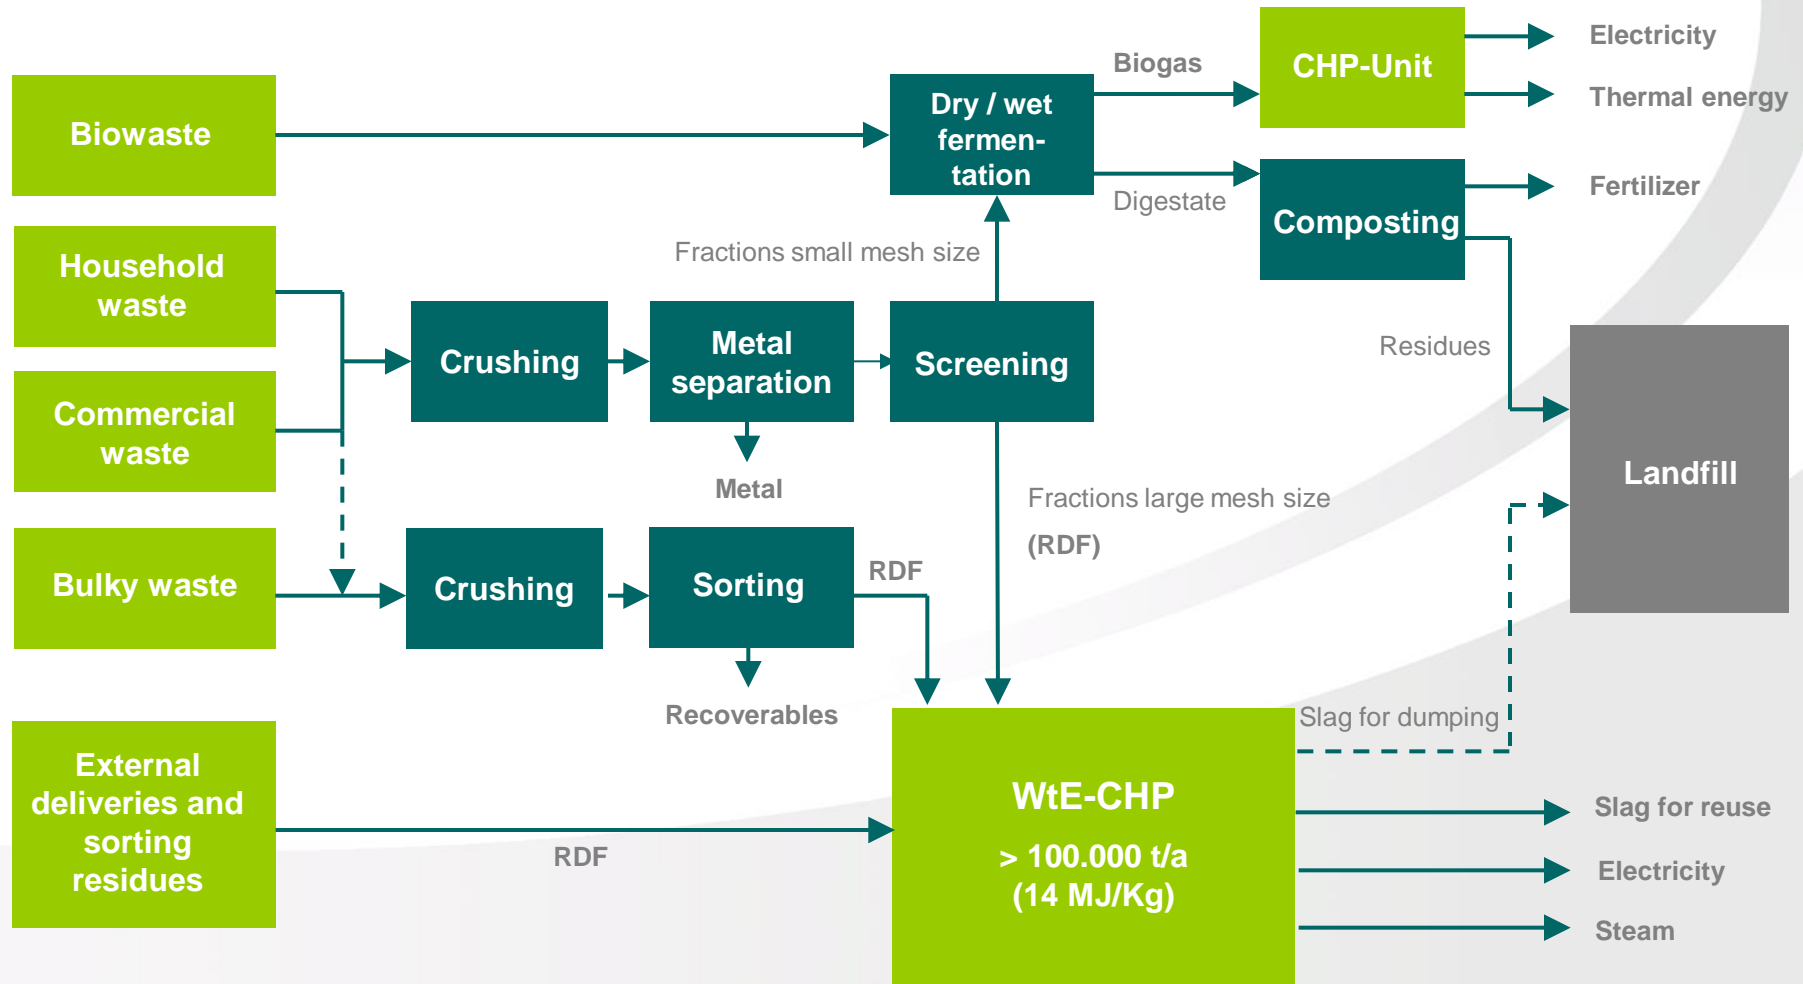 Electricity
Biogas
CHP-Unit
Thermal energy
Biowaste
Dry / wet
fermen-
tation
Digestate
Fertilizer
Composting
Fractions small mesh size
Household
waste
Crushing
Metal
separation
Screening
Residues
Commercial
waste
Metal
Fractions large mesh size
(RDF)
Landfill
Bulky waste
Crushing
Sorting
RDF
Recoverables
Slag for dumping
External
deliveries and
sorting
residues
RDF
WtE-CHP
> 100.000 t/a
(14 MJ/Kg)
Slag for reuse
Electricity
Steam